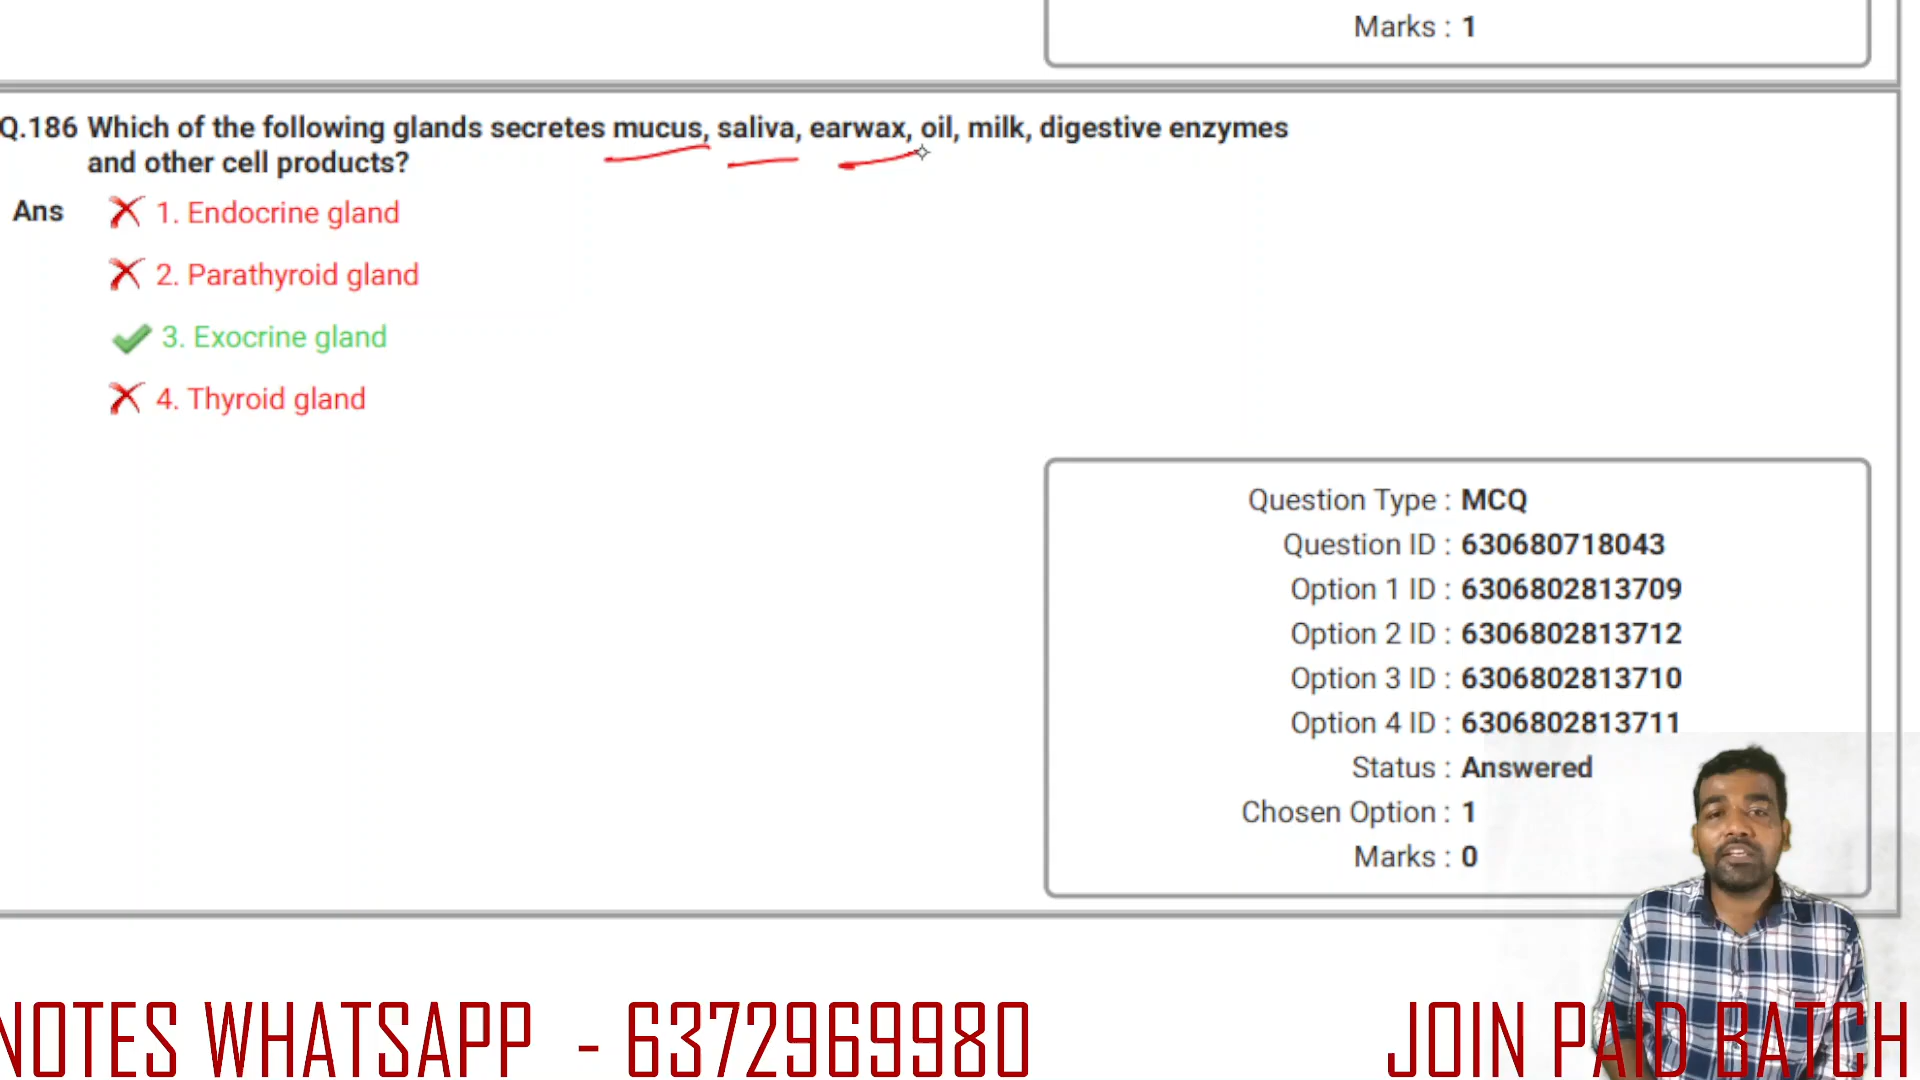 Marks : 1
Q.186 Which of the following glands secretes mucus, saliva, earwax, oil, milk, digestive enzymes
and other cell products?
Ans
1. Endocrine gland
2. Parathyroid gland
3. Exocrine gland
4. Thyroid gland
Question Type : MCQ
Question ID : 630680718043
Option 1 ID : 6306802813709
Option 2 ID : 6306802813712
Option 3 ID : 6306802813710
Option 4 ID : 6306802813711
Status : Answered
Chosen Option : 1
Marks : 0
NOTES WHATSAPP - 6372969980
JOIN PAID BATCH